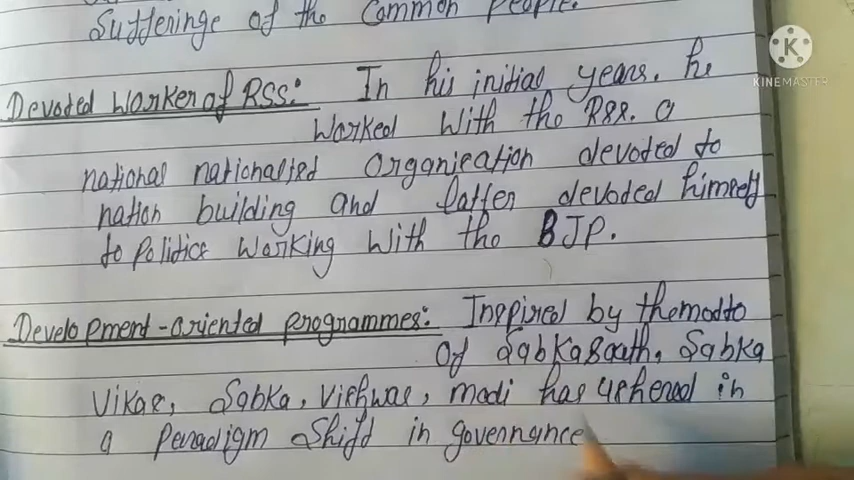 Sufferings of the Common People.
Devoted Worker of RSS: In his initial years, he
worked with the RSS. a
national nationalist organisation devoted to
nation building and latter devoted himself
to politics working with the BJP.
Development-oriented programmes: Inspired by the motto
of Sabka Saath, Sabka
Vikas, Sabka, Vishwas, modi has ushered in
a paradigm shift in governance
K
KINEMASTER